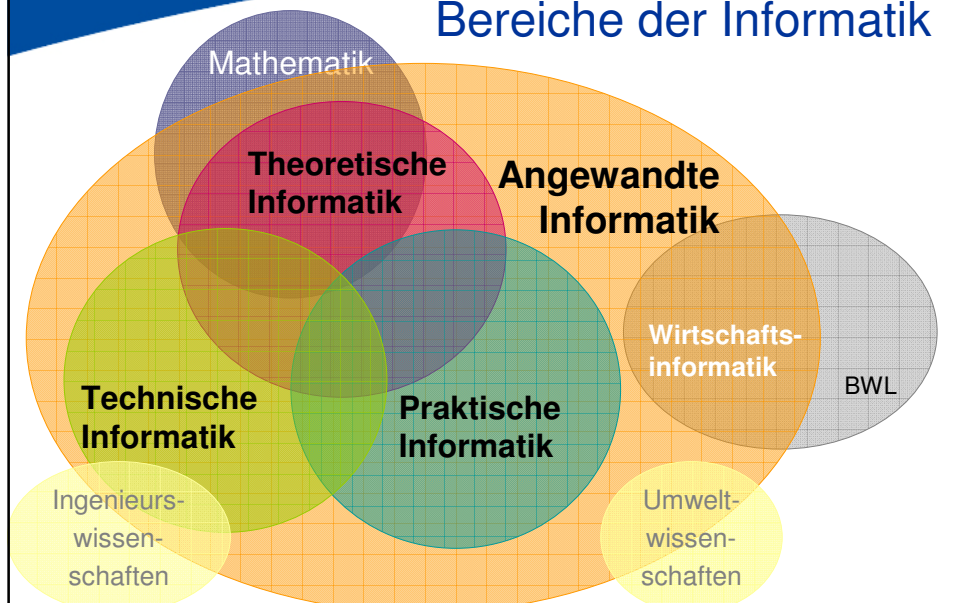 Bereiche der Informatik
Mathematik
Theoretische
Informatik
Angewandte
Informatik
Wirtschafts-
informatik
BWL
Technische
Informatik
Praktische
Informatik
Ingenieurs-
wissen-
schaften
Umwelt-
wissen-
schaften